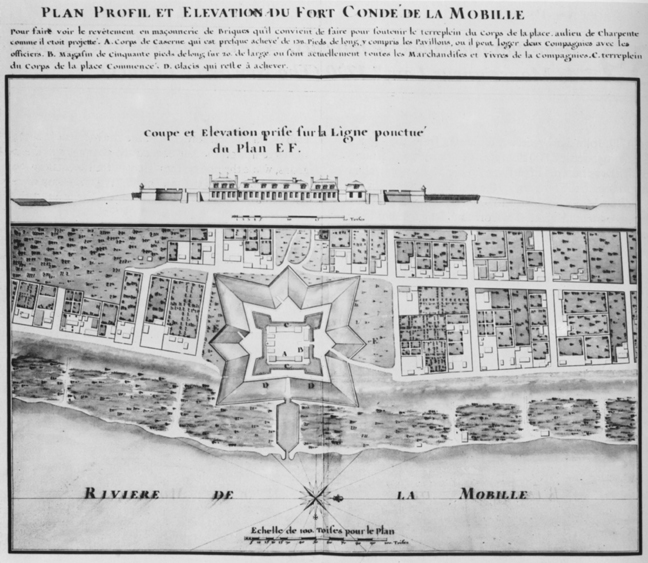 PLAN PROFIL ET ELEVATION DU FORT CONDÉ DE LA MOBILLE
Pour faire voir le revêtement en maçonnerie de Briques qu'il convient de faire pour soutenir le terreplein du Corps de la place, aulieu de Charpente
comme il etoit projetté. A. Corps de Caserne qui est presque achevé de 130. Pieds de long, y compris les Pavillons, ou il peut loger deux Compagnies avec les
officiers. B. Magasin de Cinquante pieds de long sur 20. de large ou sont actuellement toutes les Marchandises et Vivres de la Compagnies. C. terreplein
du Corps de la place Commencé. D. Glacis qui reste à achever.
Coupe et Elevation prise sur la Ligne ponctué
du Plan E F.
Toises
C
A B
C
E
D D
RIVIERE DE LA MOBILLE
Echelle de 100. Toises pour le Plan
Toises